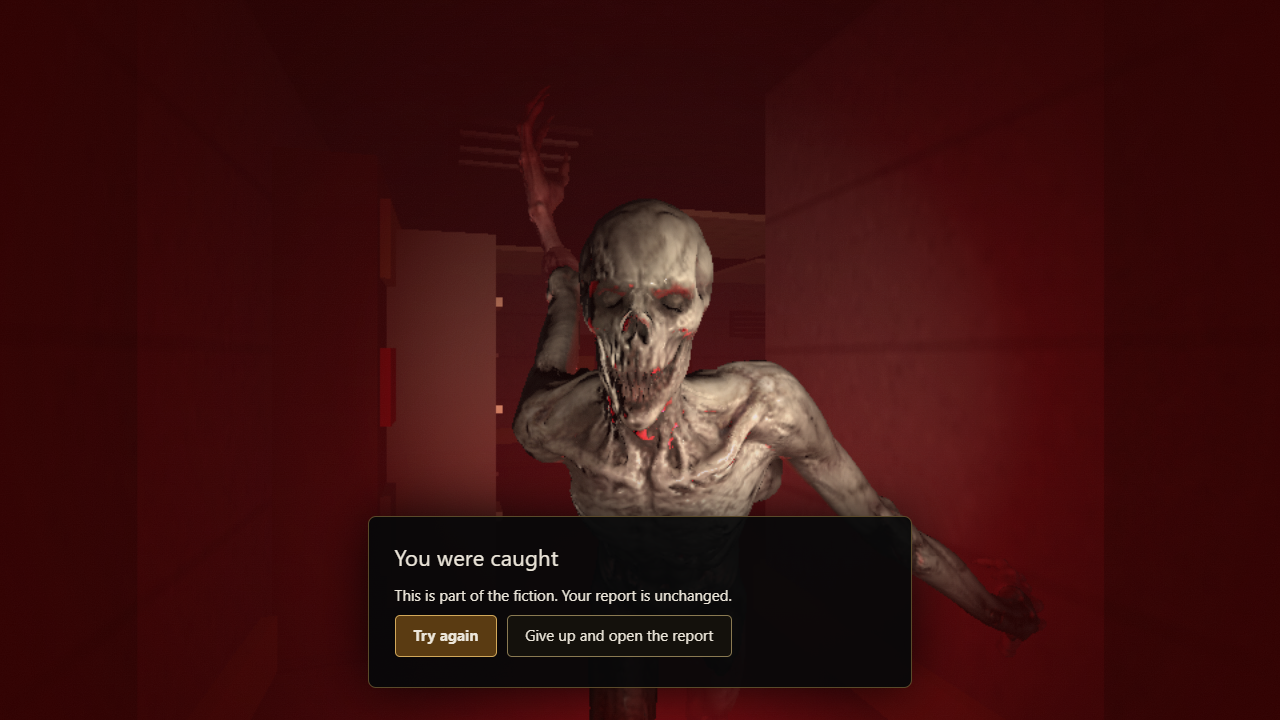 You were caught
This is part of the fiction. Your report is unchanged.
Try again
Give up and open the report